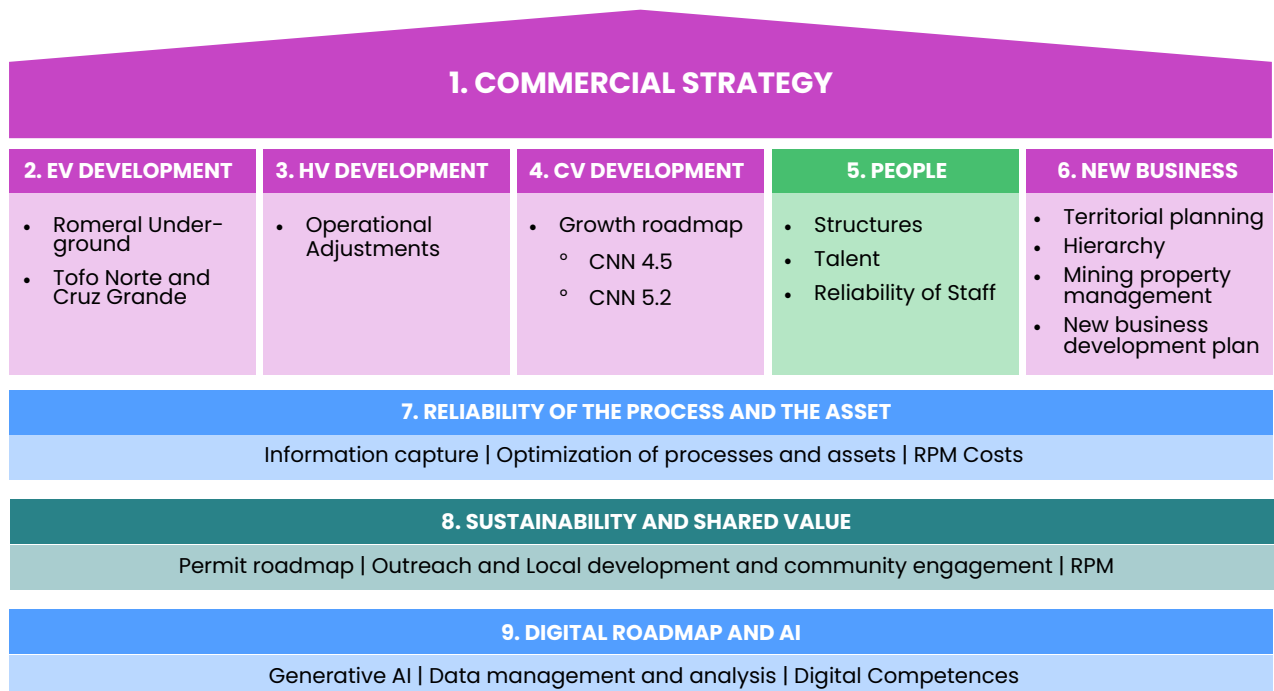 1. COMMERCIAL STRATEGY
2. EV DEVELOPMENT
• Romeral Under-
ground
• Tofo Norte and
Cruz Grande
3. HV DEVELOPMENT
• Operational
Adjustments
4. CV DEVELOPMENT
• Growth roadmap
° CNN 4.5
° CNN 5.2
5. PEOPLE
• Structures
• Talent
• Reliability of Staff
6. NEW BUSINESS
• Territorial planning
• Hierarchy
• Mining property
management
• New business
development plan
7. RELIABILITY OF THE PROCESS AND THE ASSET
Information capture | Optimization of processes and assets | RPM Costs
8. SUSTAINABILITY AND SHARED VALUE
Permit roadmap | Outreach and Local development and community engagement | RPM
9. DIGITAL ROADMAP AND AI
Generative AI | Data management and analysis | Digital Competences